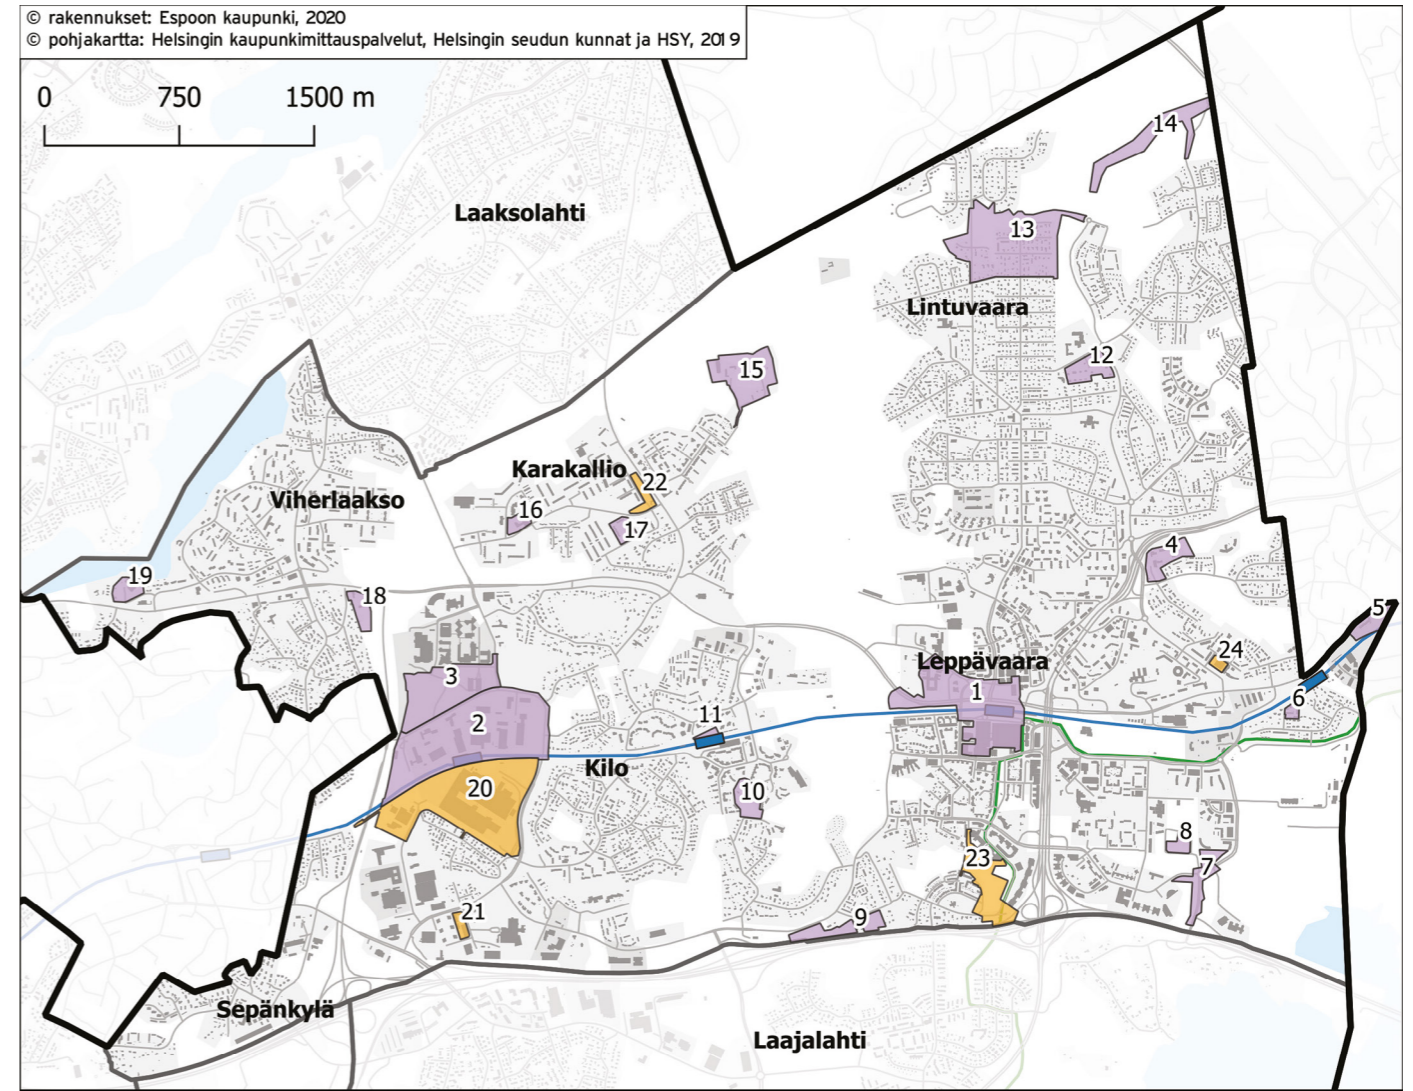 © rakennukset: Espoon kaupunki, 2020
© pohjakartta: Helsingin kaupunkimittauspalvelut, Helsingin seudun kunnat ja HSY, 2019
0 750 1500 m
14
Laaksolahti
13
Lintuvaara
12
15
Karakallio
22
Viherlaakso
16
17
4
19
18
5
24
Leppävaara
3
1
6
2
11
Kilo
20
10
8
23
7
21
9
Sepänkylä
Laajalahti